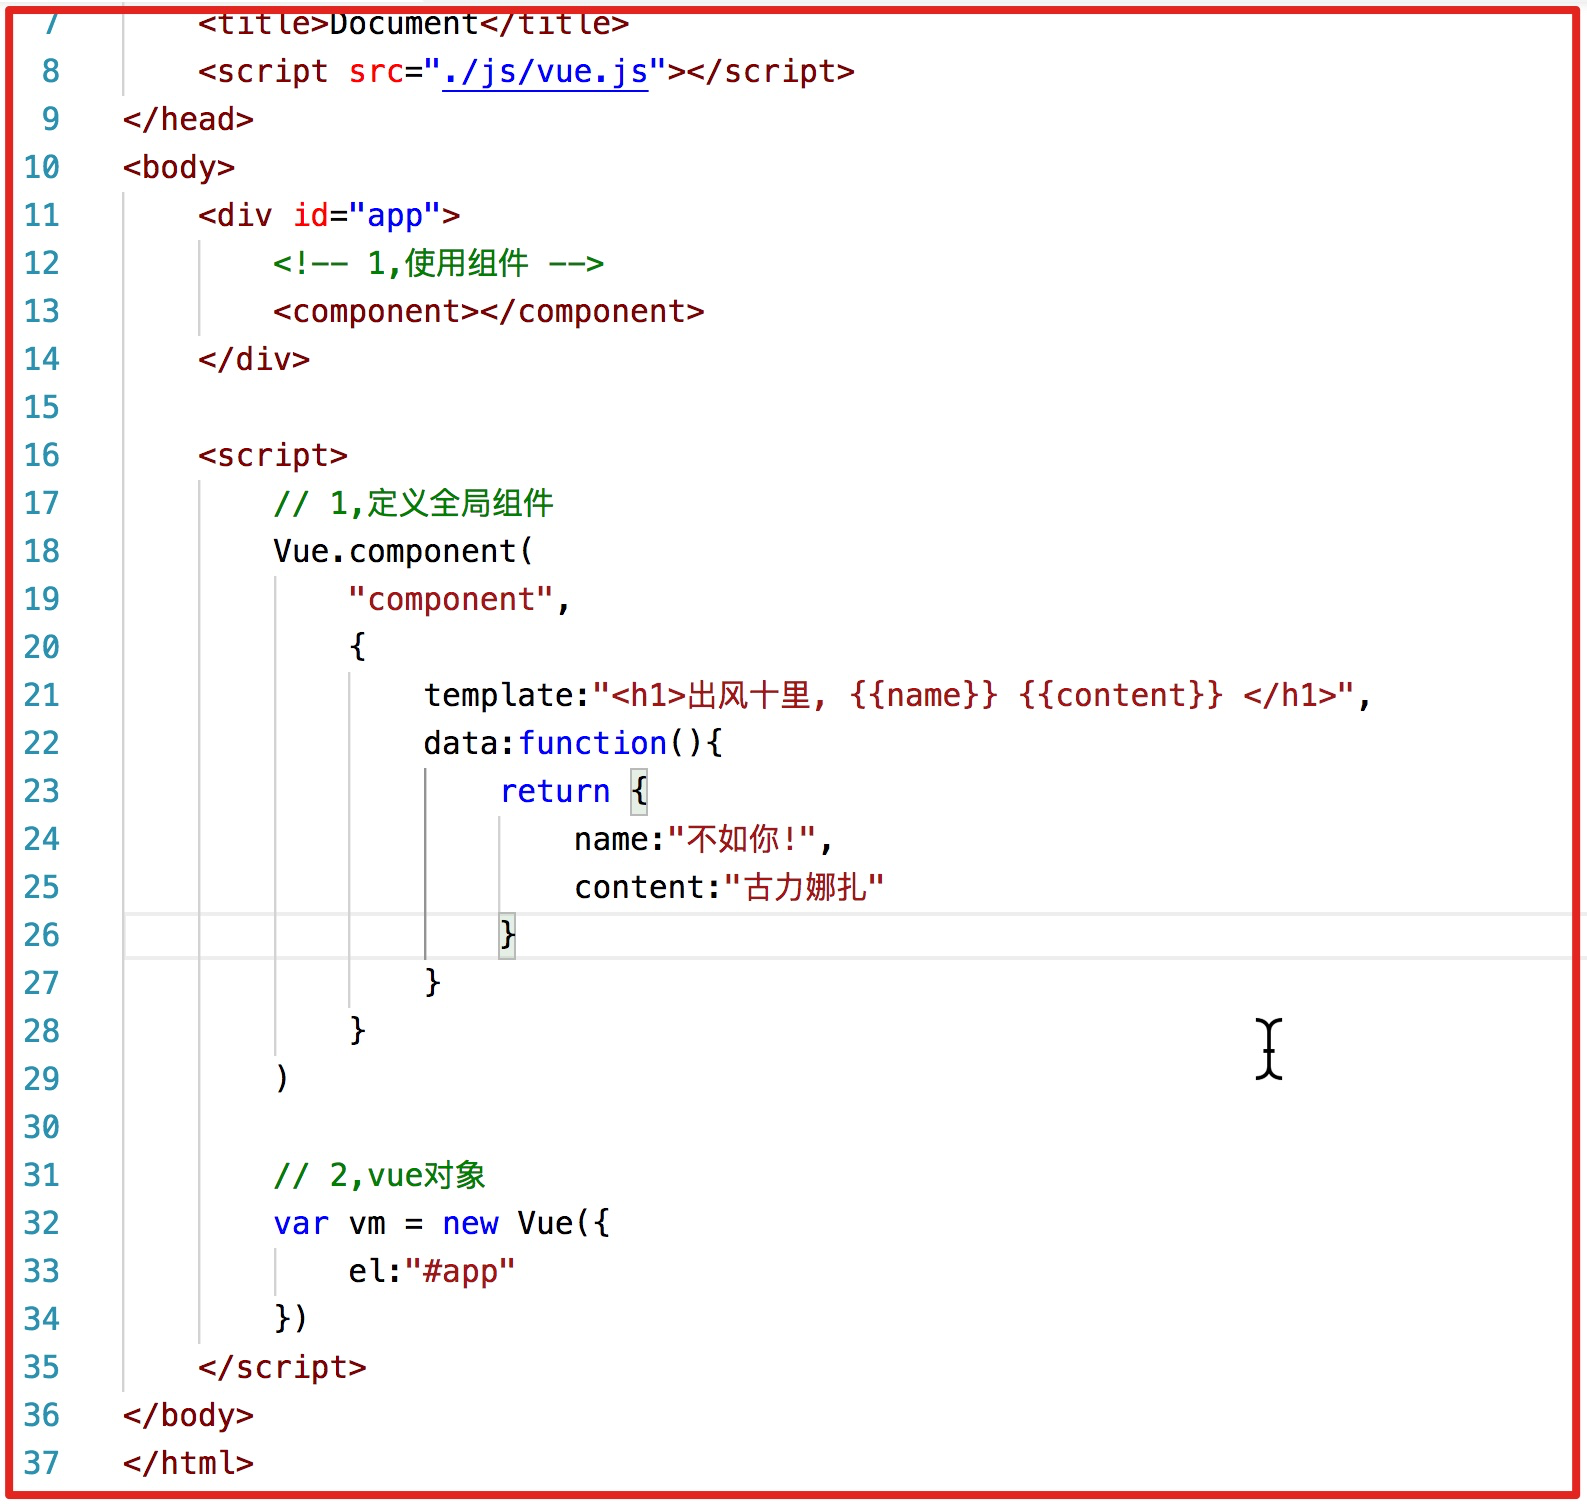 7 <title>Document</title>
8 <script src="./js/vue.js"></script>
9 </head>
10 <body>
11 <div id="app">
12 <!-- 1,使用组件 -->
13 <component></component>
14 </div>
15
16 <script>
17 // 1,定义全局组件
18 Vue.component(
19 "component",
20 {
21 template:"<h1>出风十里, {{name}} {{content}} </h1>",
22 data:function(){
23 return {
24 name:"不如你!",
25 content:"古力娜扎"
26 }
27 }
28 }
29 )
30
31 // 2,vue对象
32 var vm = new Vue({
33 el:"#app"
34 })
35 </script>
36 </body>
37 </html>